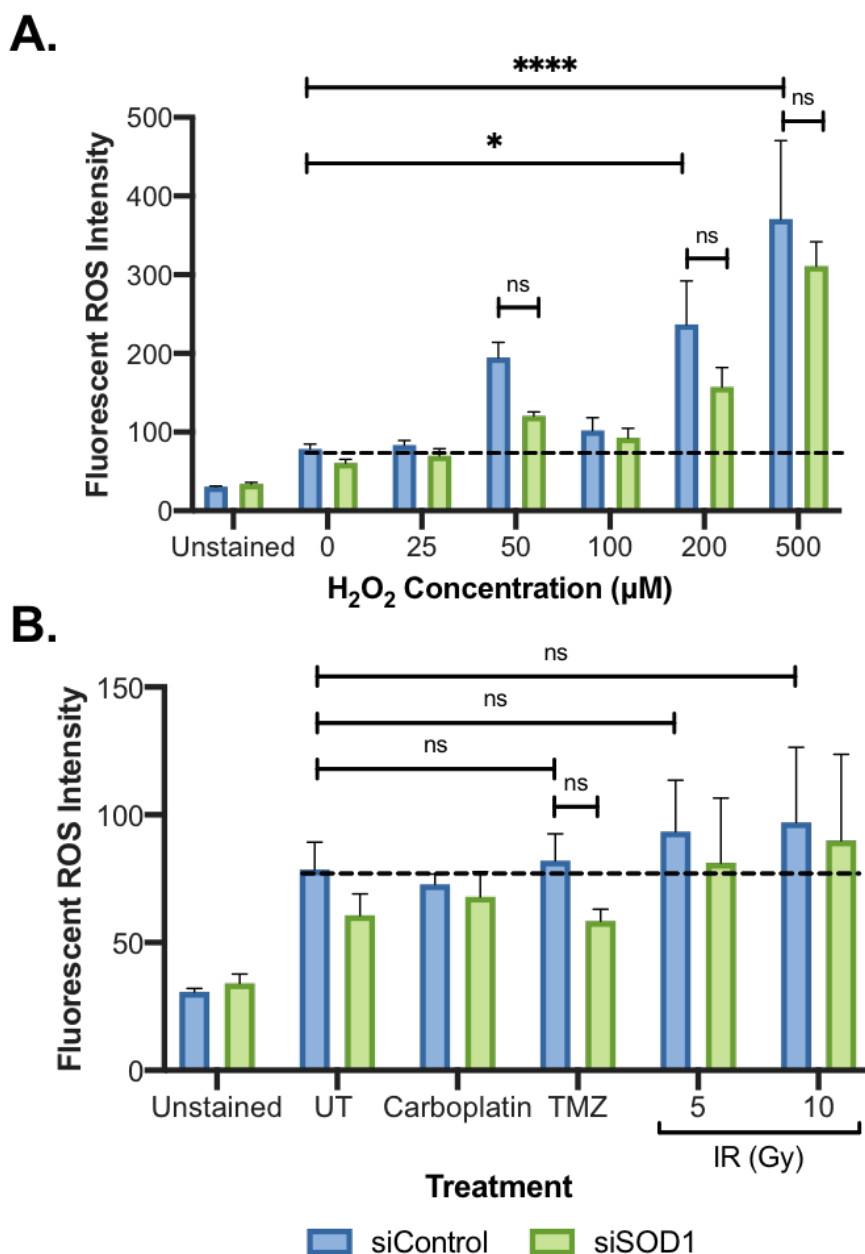 A.
****
ns
*
ns
ns
500
400
300
200
100
0
Fluorescent ROS Intensity
Unstained 0 25 50 100 200 500
H₂O₂ Concentration (µM)
B.
ns
ns
ns
ns
150
100
50
0
Fluorescent ROS Intensity
Unstained UT Carboplatin TMZ 5 10
IR (Gy)
Treatment
siControl siSOD1